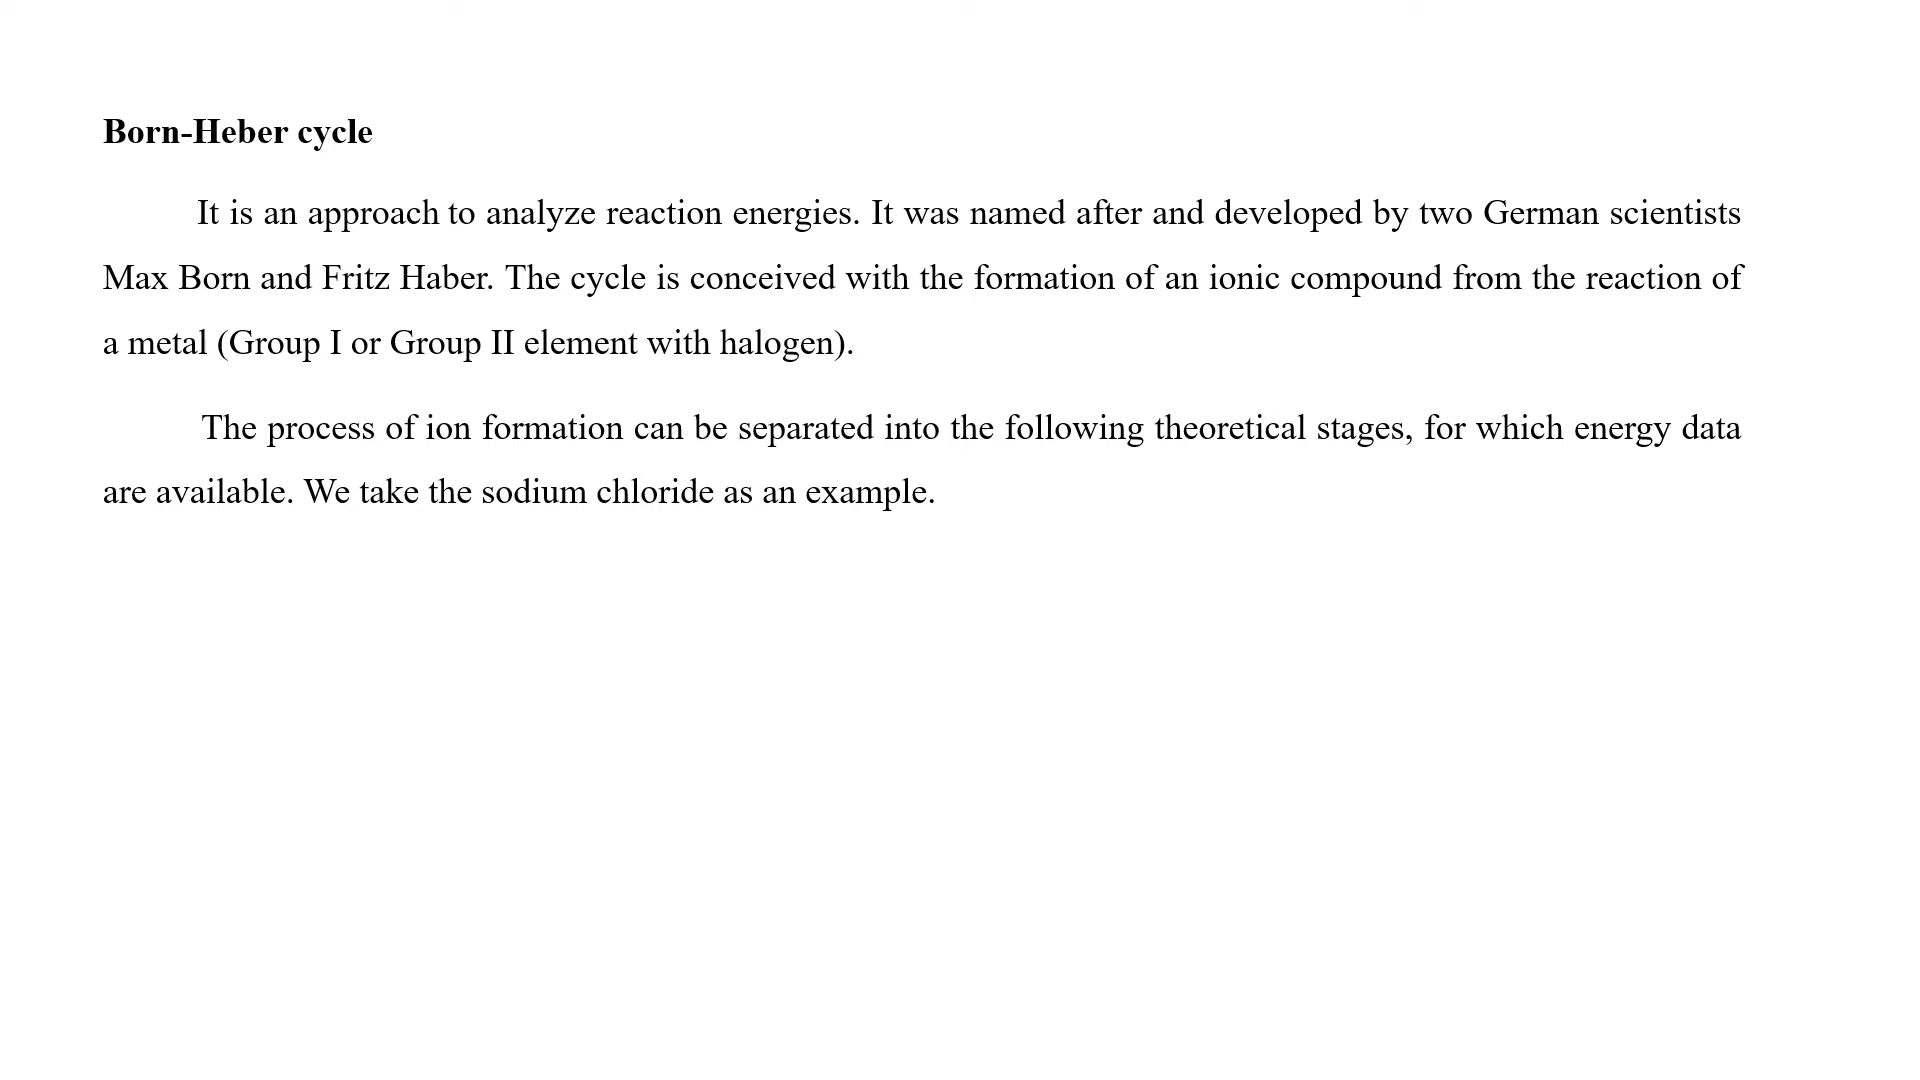 Born-Heber cycle
It is an approach to analyze reaction energies. It was named after and developed by two German scientists
Max Born and Fritz Haber. The cycle is conceived with the formation of an ionic compound from the reaction of
a metal (Group I or Group II element with halogen).
The process of ion formation can be separated into the following theoretical stages, for which energy data
are available. We take the sodium chloride as an example.